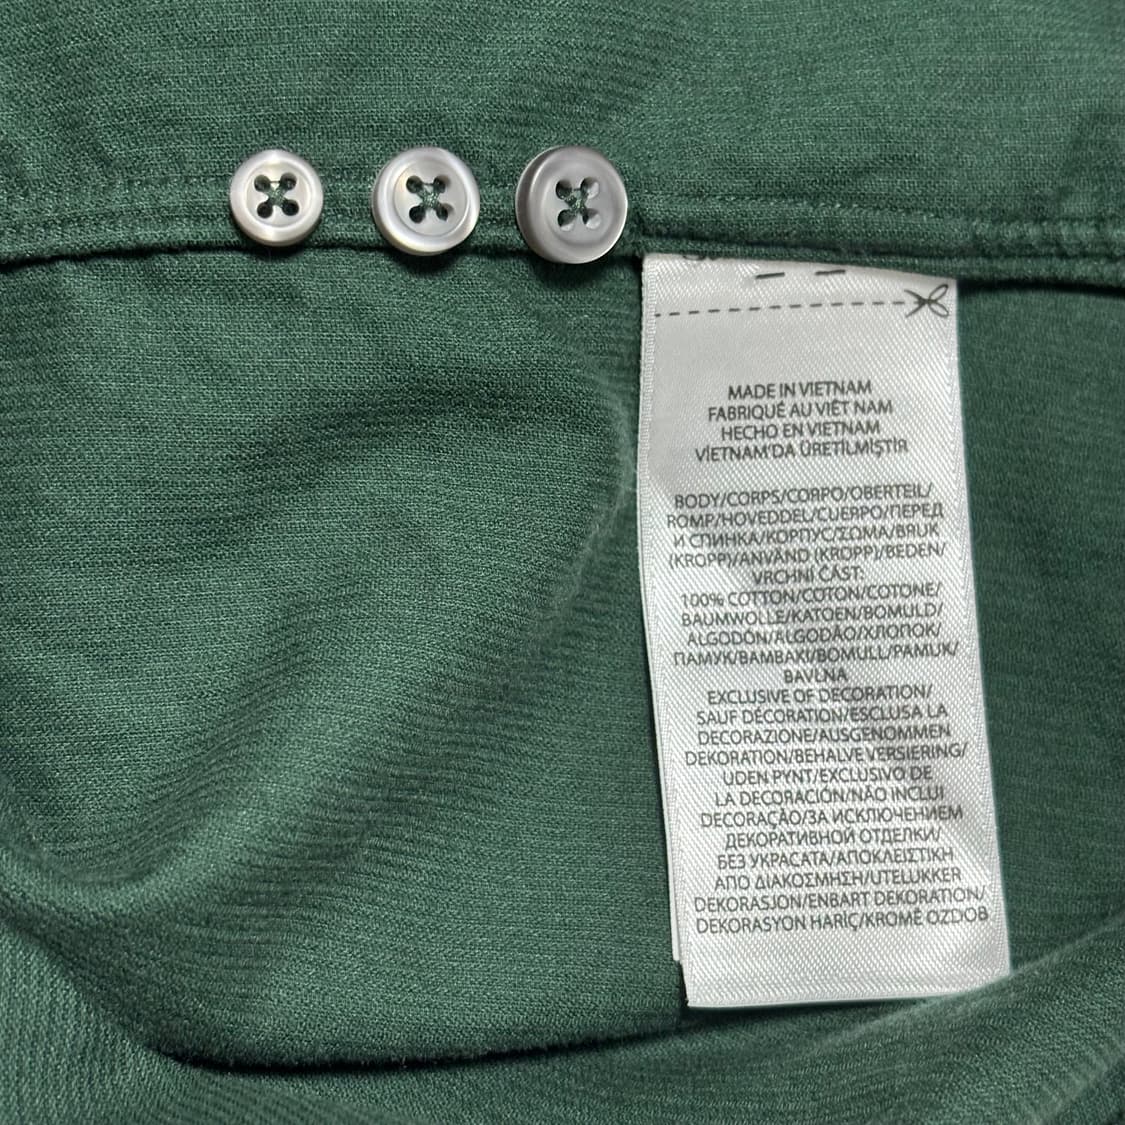 MADE IN VIETNAM
FABRIQUÉ AU VIÊT NAM
HECHO EN VIETNAM
VİETNAM'DA ÜRETİLMİŞTİR
BODY/CORPS/CORPO/OBERTEIL/
ROMP/HOVEDDEL/CUERPO/ПЕРЕД
И СПИНКА/КОРПУС/ΣΩΜΑ/BRUK
(KROPP)/ANVÄND (KROPP)/BEDEN/
VRCHNÍ ČÁST:
100% COTTON/COTON/COTONE/
BAUMWOLLE/KATOEN/BOMULD/
ALGODÓN/ALGODÃO/ХЛОПОК/
ПАМУК/ΒΑΜΒΑΚΙ/BOMULL/PAMUK/
BAVLNA
EXCLUSIVE OF DECORATION/
SAUF DÉCORATION/ESCLUSA LA
DECORAZIONE/AUSGENOMMEN
DEKORATION/BEHALVE VERSIERING/
UDEN PYNT/EXCLUSIVO DE
LA DECORACIÓN/NÃO INCLUI
DECORAÇÃO/ЗА ИСКЛЮЧЕНИЕМ
ДЕКОРАТИВНОЙ ОТДЕЛКИ/
БЕЗ УКРАСАТА/ΑΠΟΚΛΕΙΣΤΙΚΗ
ΑΠΟ ΔΙΑΚΟΣΜΗΣΗ/UTELUKKER
DEKORASJON/ENBART DEKORATION/
DEKORASYON HARİÇ/KROMĚ OZDOB